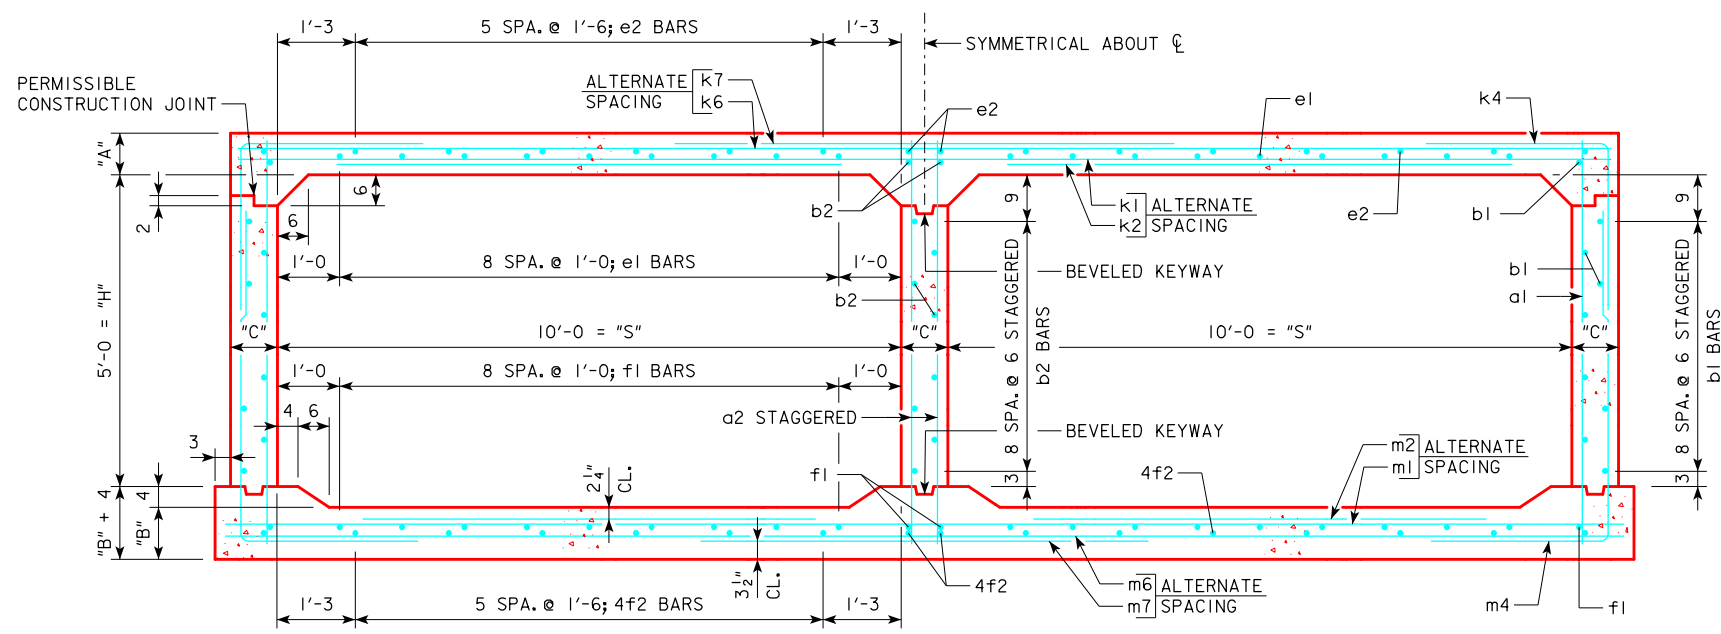 1'-3
5 SPA. @ 1'-6; e2 BARS
1'-3
SYMMETRICAL ABOUT ℄
PERMISSIBLE
CONSTRUCTION JOINT
ALTERNATE
SPACING
k7
k6
e2
e1
k4
"A"
2
6
6
b2
k1
k2
ALTERNATE
SPACING
e2
b1
9
9
1'-0
8 SPA. @ 1'-0; e1 BARS
1'-0
b2
BEVELED KEYWAY
b1
a1
5'-0 = "H"
"C"
10'-0 = "S"
"C"
8 SPA. @ 6 STAGGERED
b2 BARS
10'-0 = "S"
"C"
8 SPA. @ 6 STAGGERED
b1 BARS
1'-0
8 SPA. @ 1'-0; f1 BARS
1'-0
4
6
a2 STAGGERED
BEVELED KEYWAY
3
3
3
m2
m1
ALTERNATE
SPACING
"B" + 4
4
"B"
2 1/4"
CL.
f1
4f2
3 1/2"
CL.
4f2
m6
m7
ALTERNATE
SPACING
m4
f1
1'-3
5 SPA. @ 1'-6; 4f2 BARS
1'-3